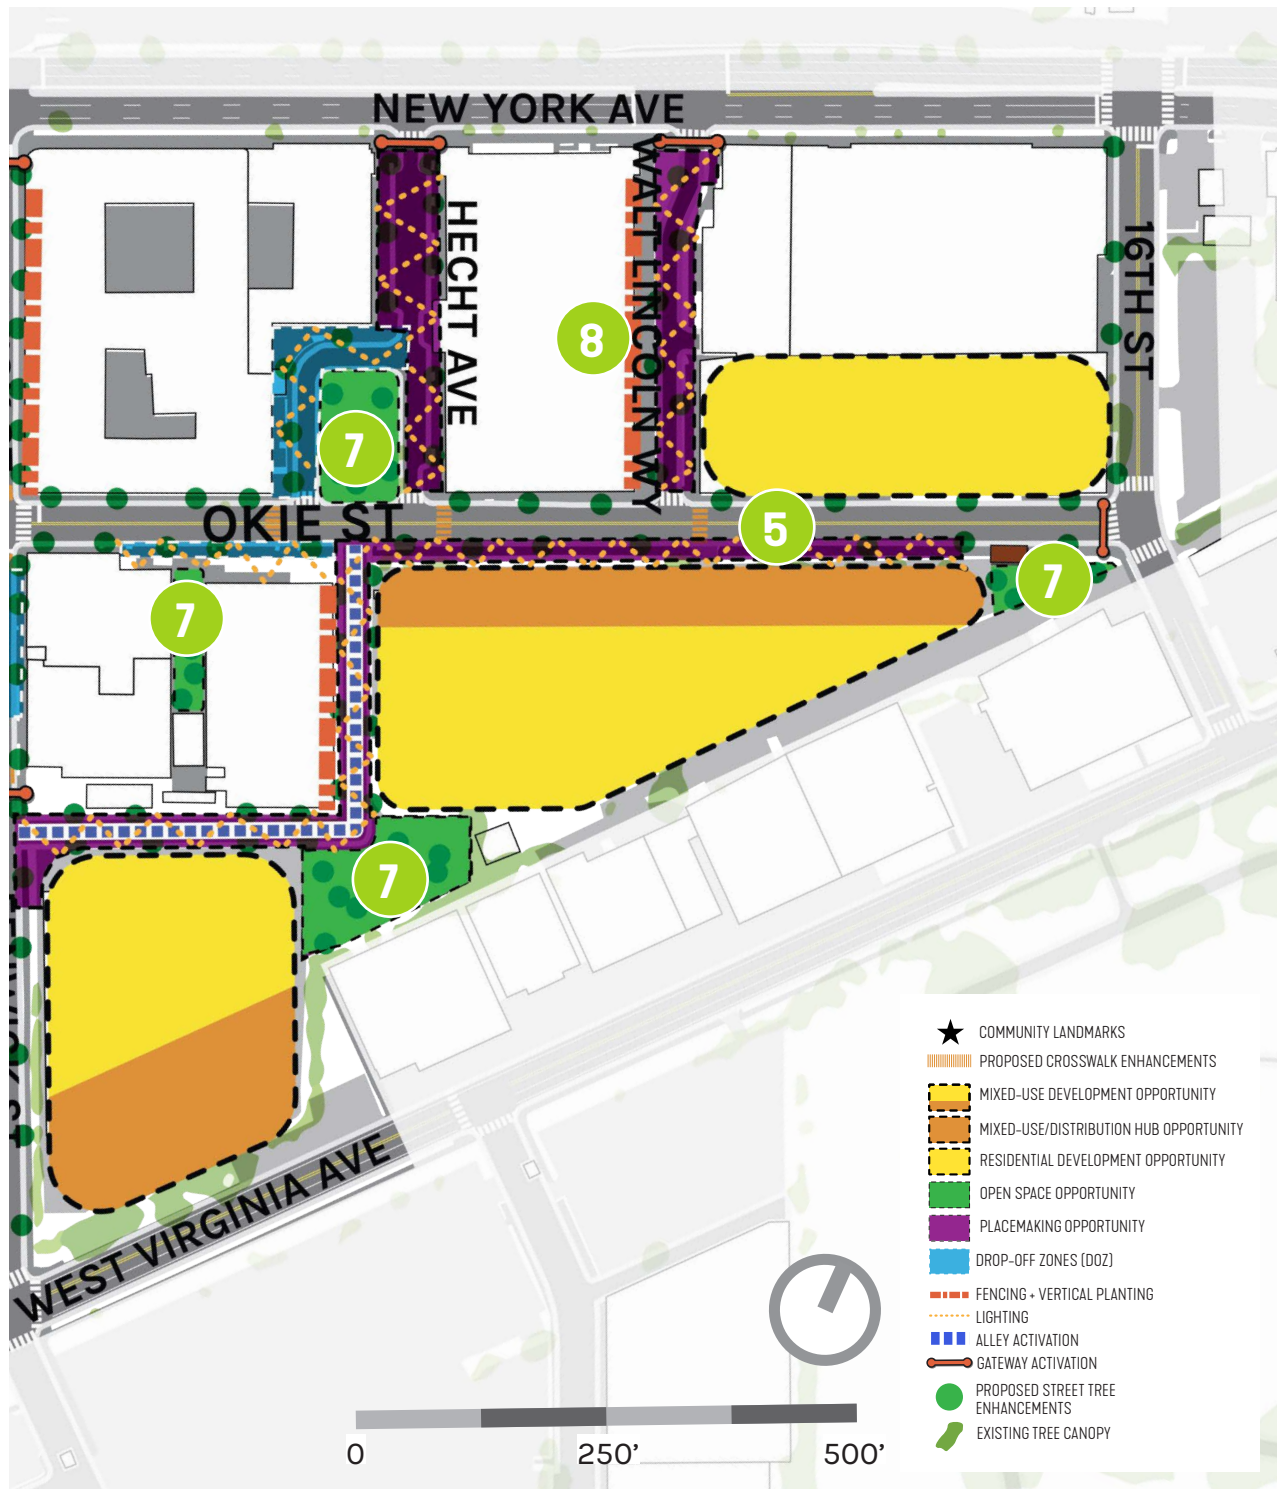 NEW YORK AVE
HECHT AVE
WALT LINCOLN WY
16TH ST
8
7
OKIE ST
5
7
7
7
WEST VIRGINIA AVE
COMMUNITY LANDMARKS
PROPOSED CROSSWALK ENHANCEMENTS
MIXED-USE DEVELOPMENT OPPORTUNITY
MIXED-USE/DISTRIBUTION HUB OPPORTUNITY
RESIDENTIAL DEVELOPMENT OPPORTUNITY
OPEN SPACE OPPORTUNITY
PLACEMAKING OPPORTUNITY
DROP-OFF ZONES (DOZ)
FENCING + VERTICAL PLANTING
LIGHTING
ALLEY ACTIVATION
GATEWAY ACTIVATION
PROPOSED STREET TREE
ENHANCEMENTS
EXISTING TREE CANOPY
0 250' 500'